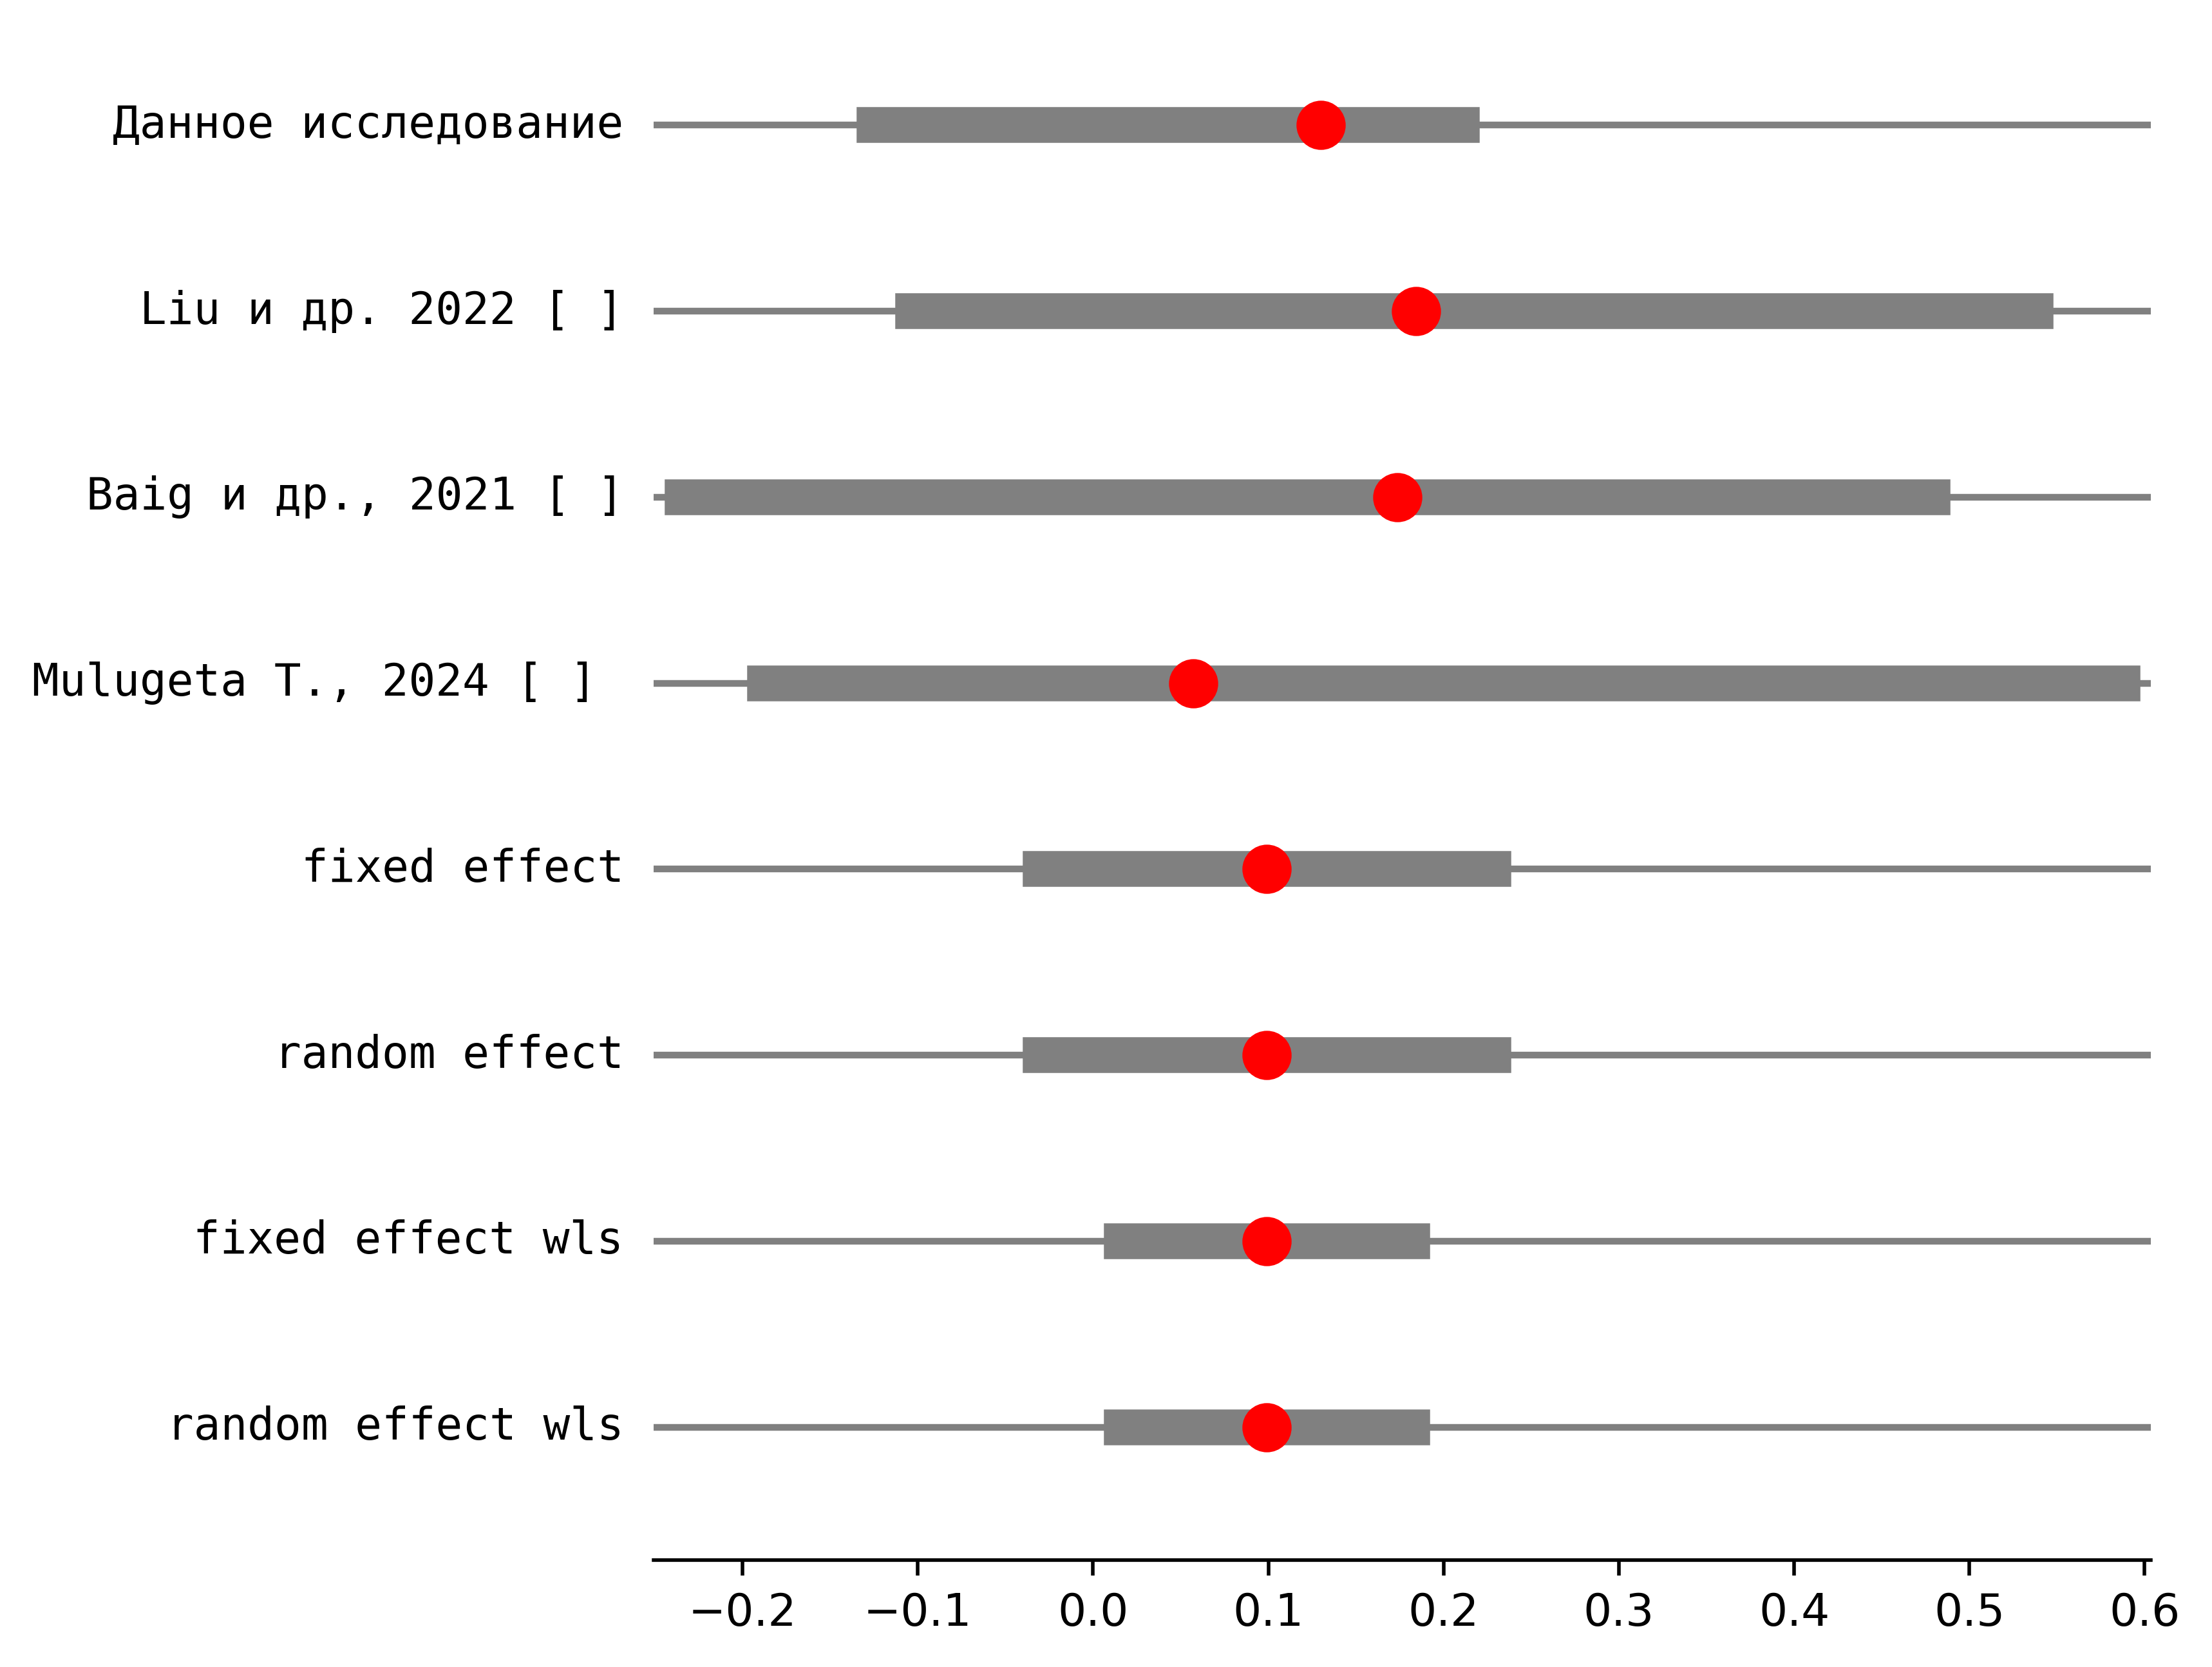 Данное исследование
Liu и др. 2022 [ ]
Baig и др., 2021 [ ]
Mulugeta T., 2024 [ ]
fixed effect
random effect
fixed effect wls
random effect wls
−0.2 −0.1 0.0 0.1 0.2 0.3 0.4 0.5 0.6